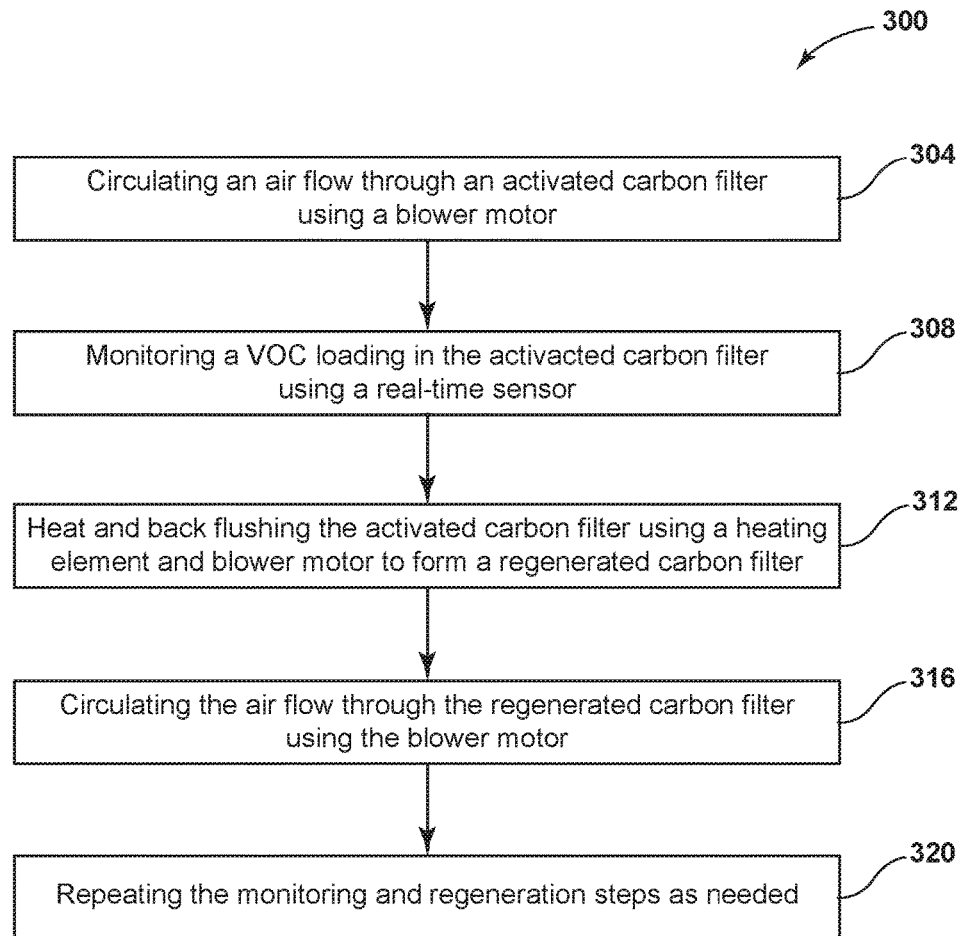 300
304
Circulating an air flow through an activated carbon filter
using a blower motor
308
Monitoring a VOC loading in the activacted carbon filter
using a real-time sensor
312
Heat and back flushing the activated carbon filter using a heating
element and blower motor to form a regenerated carbon filter
316
Circulating the air flow through the regenerated carbon filter
using the blower motor
320
Repeating the monitoring and regeneration steps as needed